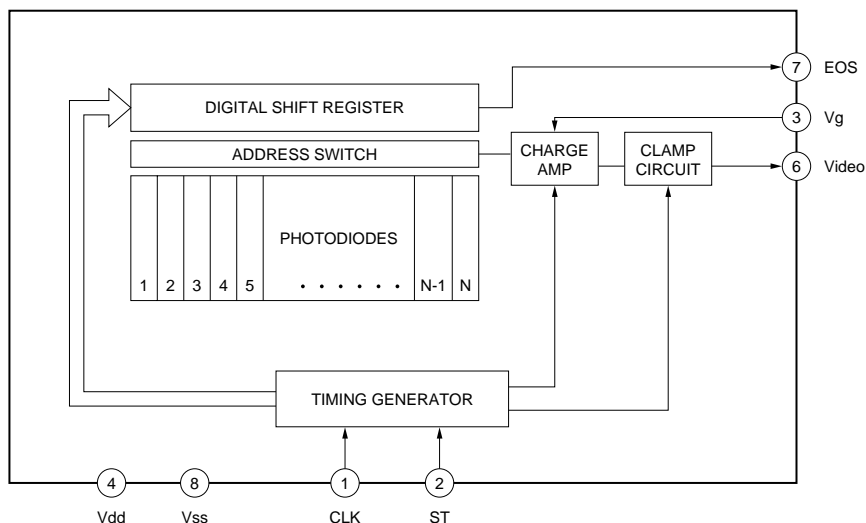 7 EOS
DIGITAL SHIFT REGISTER
3 Vg
ADDRESS SWITCH
CHARGE
AMP
CLAMP
CIRCUIT
6 Video
PHOTODIODES
1 2 3 4 5 · · · · · · N-1 N
TIMING GENERATOR
4 8 1 2
Vdd Vss CLK ST